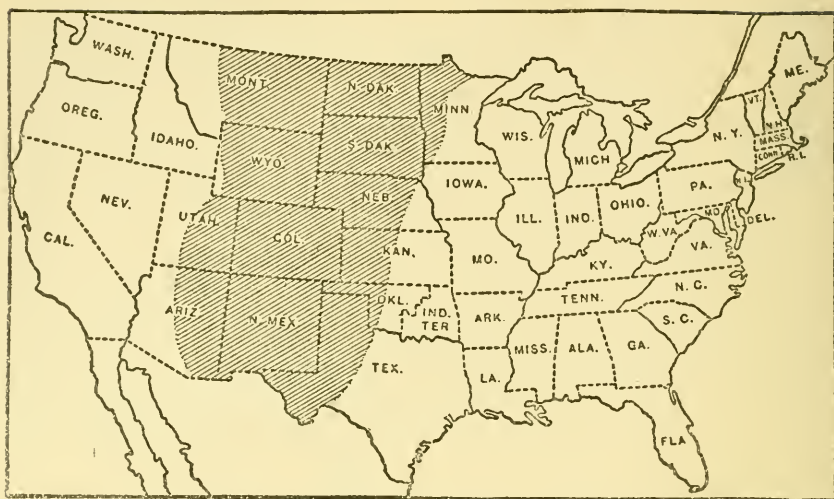 WASH.
MONT.
N. DAK.
MINN.
ME.
OREG.
IDAHO.
WYO.
S. DAK.
WIS.
MICH
N. Y.
VT.
N.H.
MASS.
CONN.
R.I.
NEV.
UTAH.
COL.
NEB.
IOWA.
ILL.
IND.
OHIO.
PA.
N.J.
MD.
DEL.
CAL.
KAN.
MO.
KY.
W. VA.
VA.
ARIZ.
N. MEX.
OKL.
IND.
TER
ARK.
TENN.
N. C.
S. C.
TEX.
LA.
MISS.
ALA.
GA.
FLA